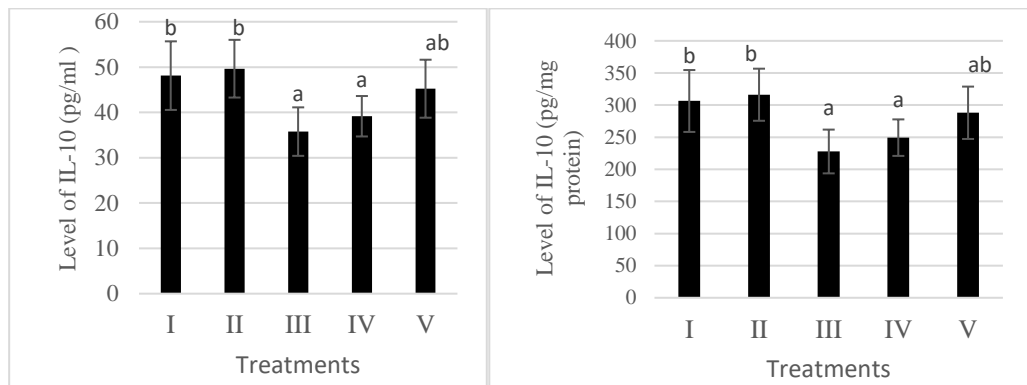 Level of IL-10 (pg/ml )
60
50
40
30
20
10
0
b
b
a
a
ab
I II III IV V
Treatments
Level of IL-10 (pg/mg
protein)
400
350
300
250
200
150
100
50
0
b
b
a
a
ab
I II III IV V
Treatments